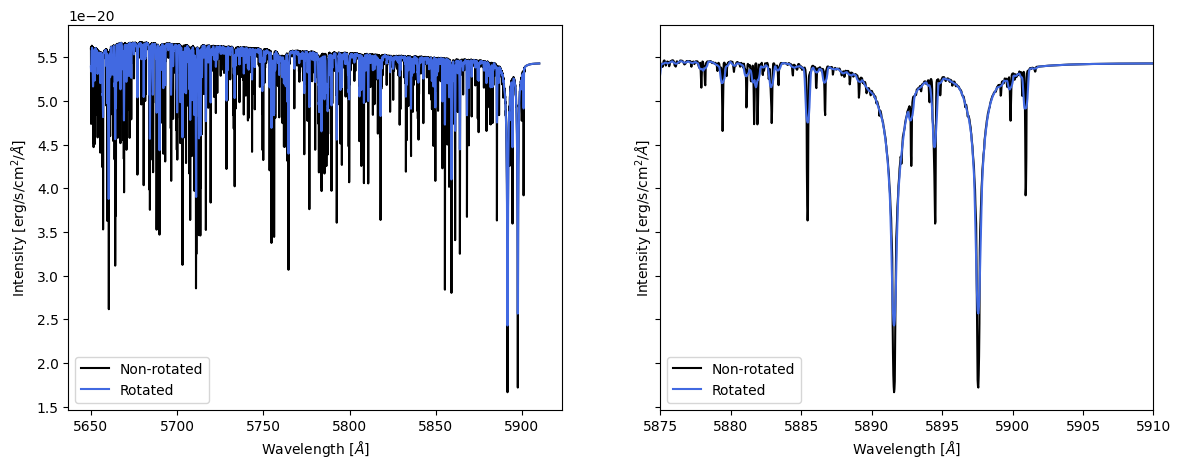 1e−20
5.5
5.0
4.5
4.0
3.5
3.0
2.5
2.0
1.5
Intensity [erg/s/cm²/Å]
Non-rotated
Rotated
5650 5700 5750 5800 5850 5900
Wavelength [Å]
Intensity [erg/s/cm²/Å]
Non-rotated
Rotated
5875 5880 5885 5890 5895 5900 5905 5910
Wavelength [Å]